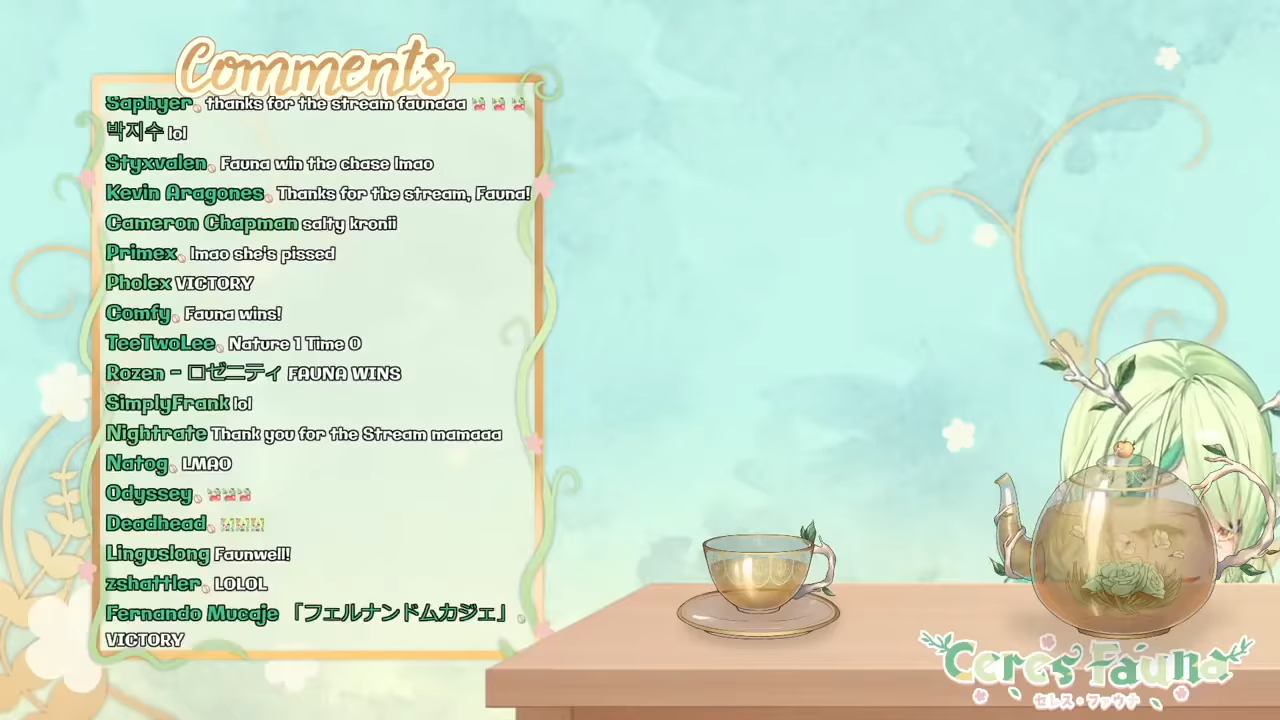 Comments
Saphyer thanks for the stream faunaaa
박지수 lol
Styxvalen Fauna win the chase lmao
Kevin Aragones Thanks for the stream, Fauna!
Cameron Chapman salty kronii
Primex lmao she's pissed
Pholex VICTORY
Comfy Fauna wins!
TeeTwoLee Nature 1 Time 0
Rozen - ロゼニティ FAUNA WINS
SimplyFrank lol
Nightrate Thank you for the Stream mamaaa
Natog LMAO
Odyssey
Deadhead
Linguslong Faunwell!
zshattler LOLOL
Fernando Mucaje 「フェルナンドムカジェ」
VICTORY
Ceres Fauna
セレス・ファウナ